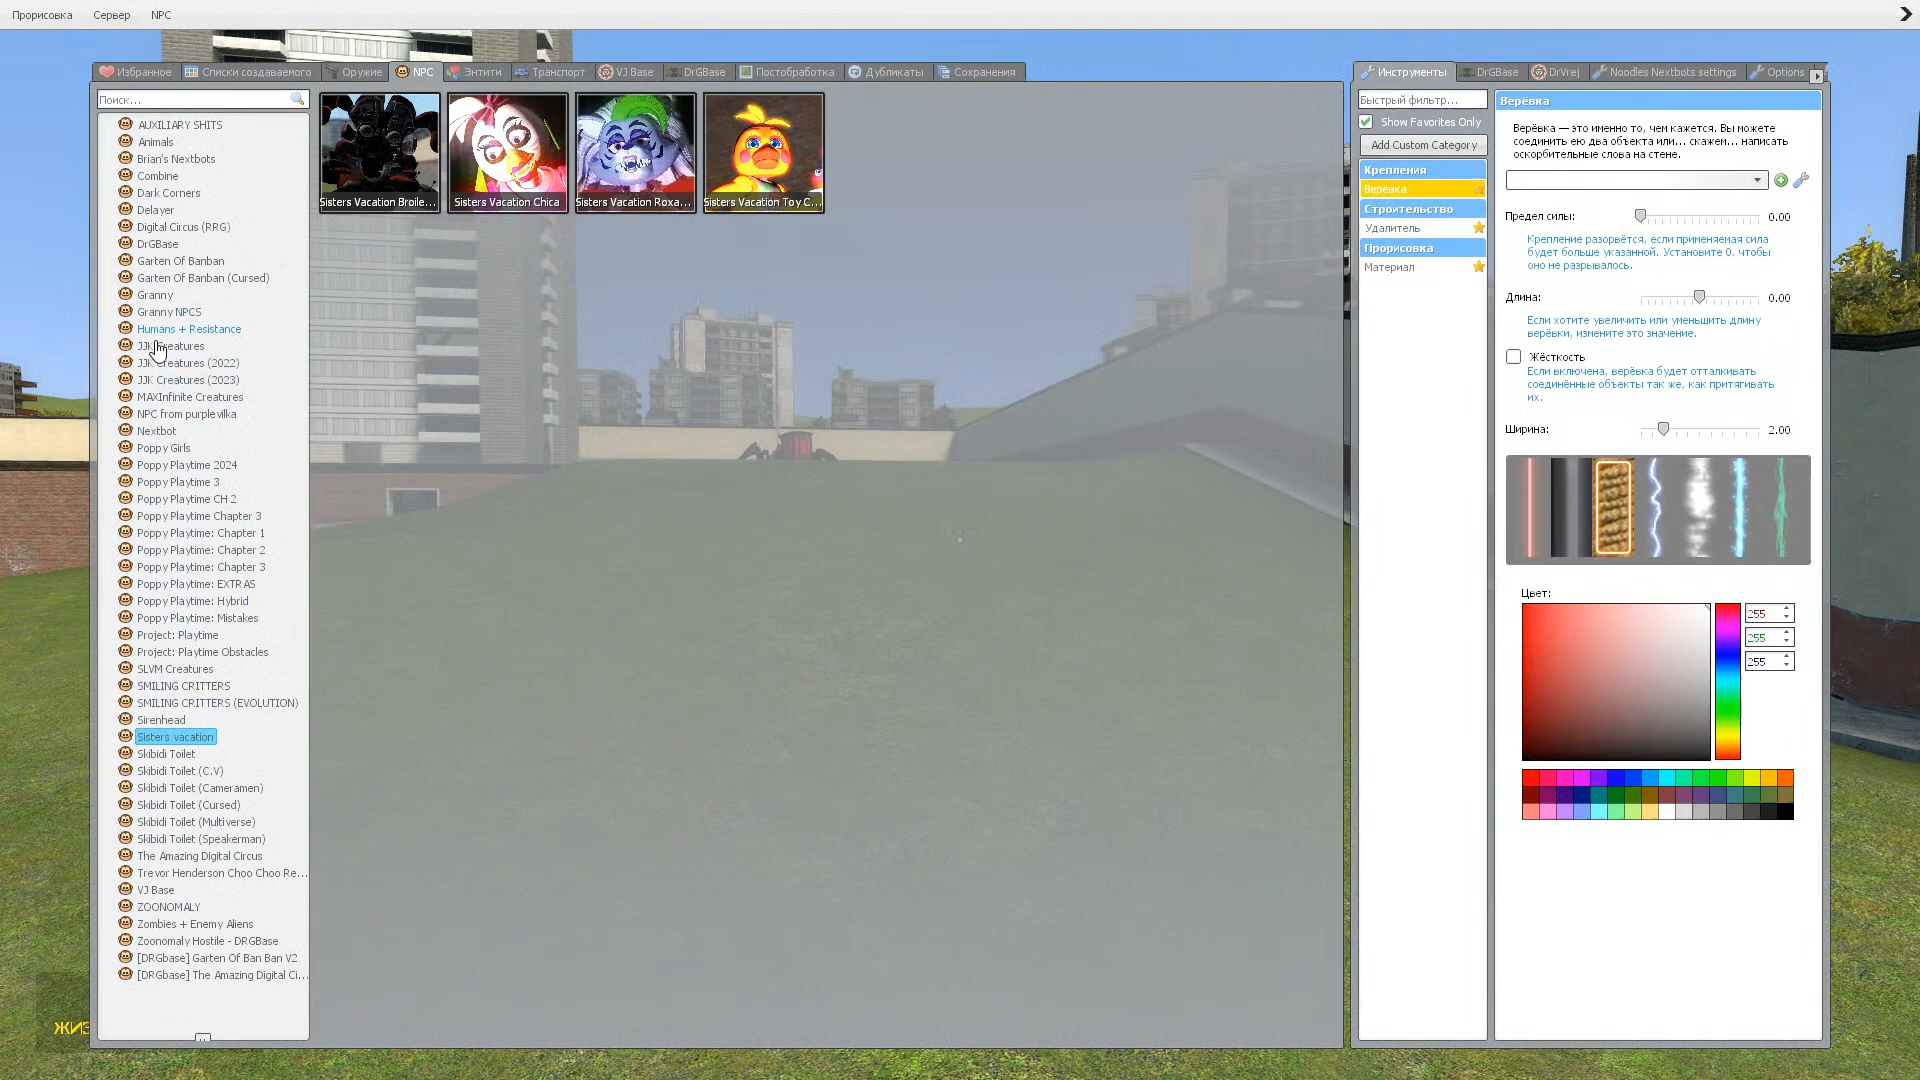 Прорисовка Сервер NPC
Избранное Списки создаваемого Оружие NPC Энтити Транспорт VJ Base DrGBase Постобработка Дубликаты Сохранения
Поиск...
AUXILIARY SHITS
Animals
Brian's Nextbots
Combine
Dark Corners
Delayer
Digital Circus (RRG)
DrGBase
Garten Of Banban
Garten Of Banban (Cursed)
Granny
Granny NPCS
Humans + Resistance
JJK Creatures
JJK Creatures (2022)
JJK Creatures (2023)
MAXInfinite Creatures
NPC from purplevilka
Nextbot
Poppy Girls
Poppy Playtime 2024
Poppy Playtime 3
Poppy Playtime CH 2
Poppy Playtime Chapter 3
Poppy Playtime: Chapter 1
Poppy Playtime: Chapter 2
Poppy Playtime: Chapter 3
Poppy Playtime: EXTRAS
Poppy Playtime: Hybrid
Poppy Playtime: Mistakes
Project: Playtime
Project: Playtime Obstacles
SLVM Creatures
SMILING CRITTERS
SMILING CRITTERS (EVOLUTION)
Sirenhead
Sisters vacation
Skibidi Toilet
Skibidi Toilet (C.V)
Skibidi Toilet (Cameramen)
Skibidi Toilet (Cursed)
Skibidi Toilet (Multiverse)
Skibidi Toilet (Speakerman)
The Amazing Digital Circus
Trevor Henderson Choo Choo Re...
VJ Base
ZOONOMALY
Zombies + Enemy Aliens
Zoonomaly Hostile - DRGBase
[DRGbase] Garten Of Ban Ban V2
[DRGbase] The Amazing Digital Ci...
Sisters Vacation Broile... Sisters Vacation Chica Sisters Vacation Roxa... Sisters Vacation Toy C...
ЖИЗ
Инструменты DrGBase DrVrej Noodles Nextbots settings Options
Быстрый фильтр...
Show Favorites Only
Add Custom Category
Крепления
Верёвка
Строительство
Удалитель
Прорисовка
Материал
Верёвка
Верёвка — это именно то, чем кажется. Вы можете
соединить ею два объекта или... скажем... написать
оскорбительные слова на стене.
Предел силы: 0.00
Крепление разорвётся, если применяемая сила
будет больше указанной. Установите 0, чтобы
оно не разрывалось.
Длина: 0.00
Если хотите увеличить или уменьшить длину
верёвки, измените это значение.
Жёсткость
Если включена, верёвка будет отталкивать
соединённые объекты так же, как притягивать
их.
Ширина: 2.00
Цвет:
255
255
255